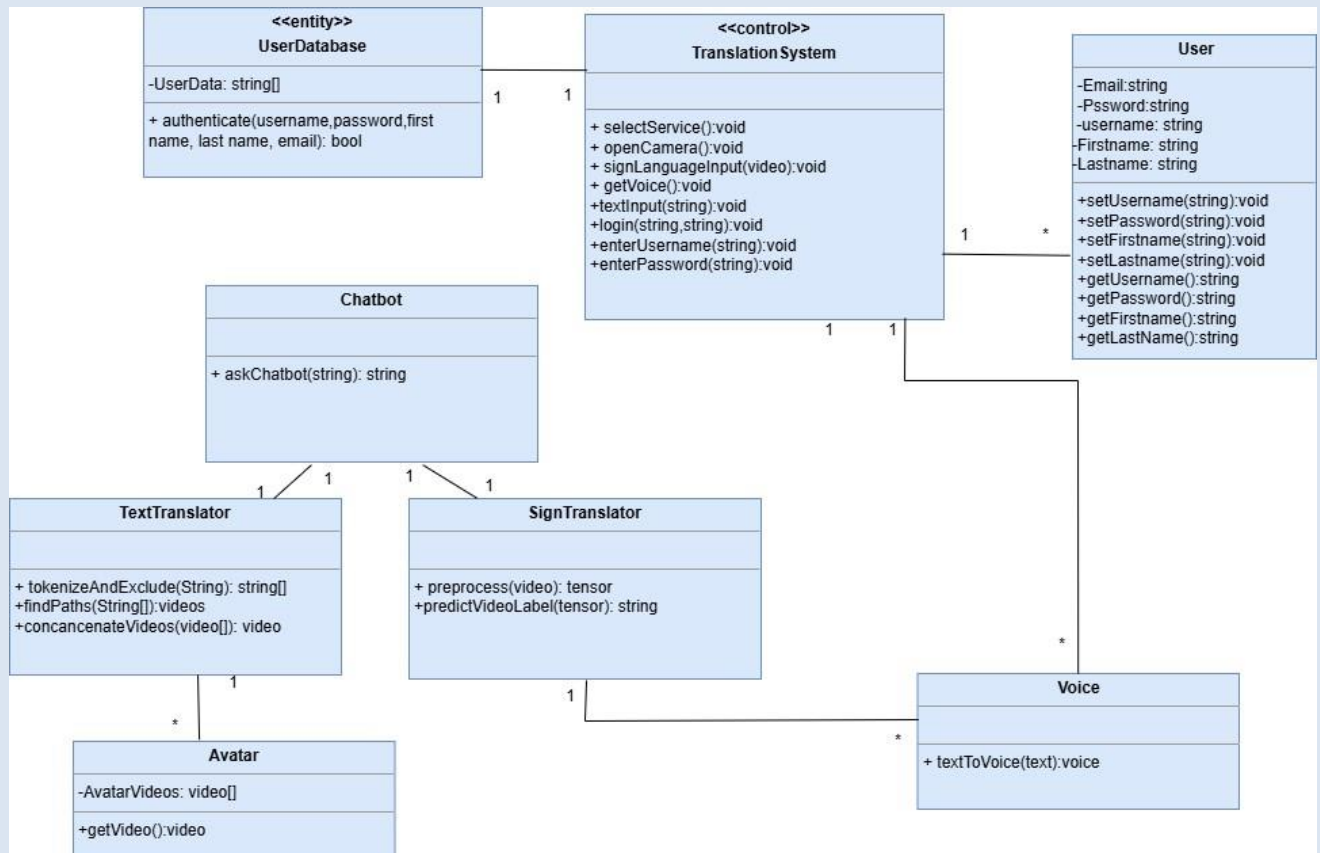 <<entity>>
UserDatabase
-UserData: string[]
+ authenticate(username,password,first
name, last name, email): bool
1
1
<<control>>
TranslationSystem
+ selectService():void
+ openCamera():void
+ signLanguageInput(video):void
+ getVoice():void
+textInput(string):void
+login(string,string):void
+enterUsername(string):void
+enterPassword(string):void
1
*
User
-Email:string
-Pssword:string
-username: string
-Firstname: string
-Lastname: string
+setUsername(string):void
+setPassword(string):void
+setFirstname(string):void
+setLastname(string):void
+getUsername():string
+getPassword():string
+getFirstname():string
+getLastName():string
1
1
Chatbot
+ askChatbot(string): string
1
1
1
1
TextTranslator
+ tokenizeAndExclude(String): string[]
+findPaths(String[]):videos
+concancenateVideos(video[]): video
SignTranslator
+ preprocess(video): tensor
+predictVideoLabel(tensor): string
1
*
1
*
*
Voice
+ textToVoice(text):voice
Avatar
-AvatarVideos: video[]
+getVideo():video